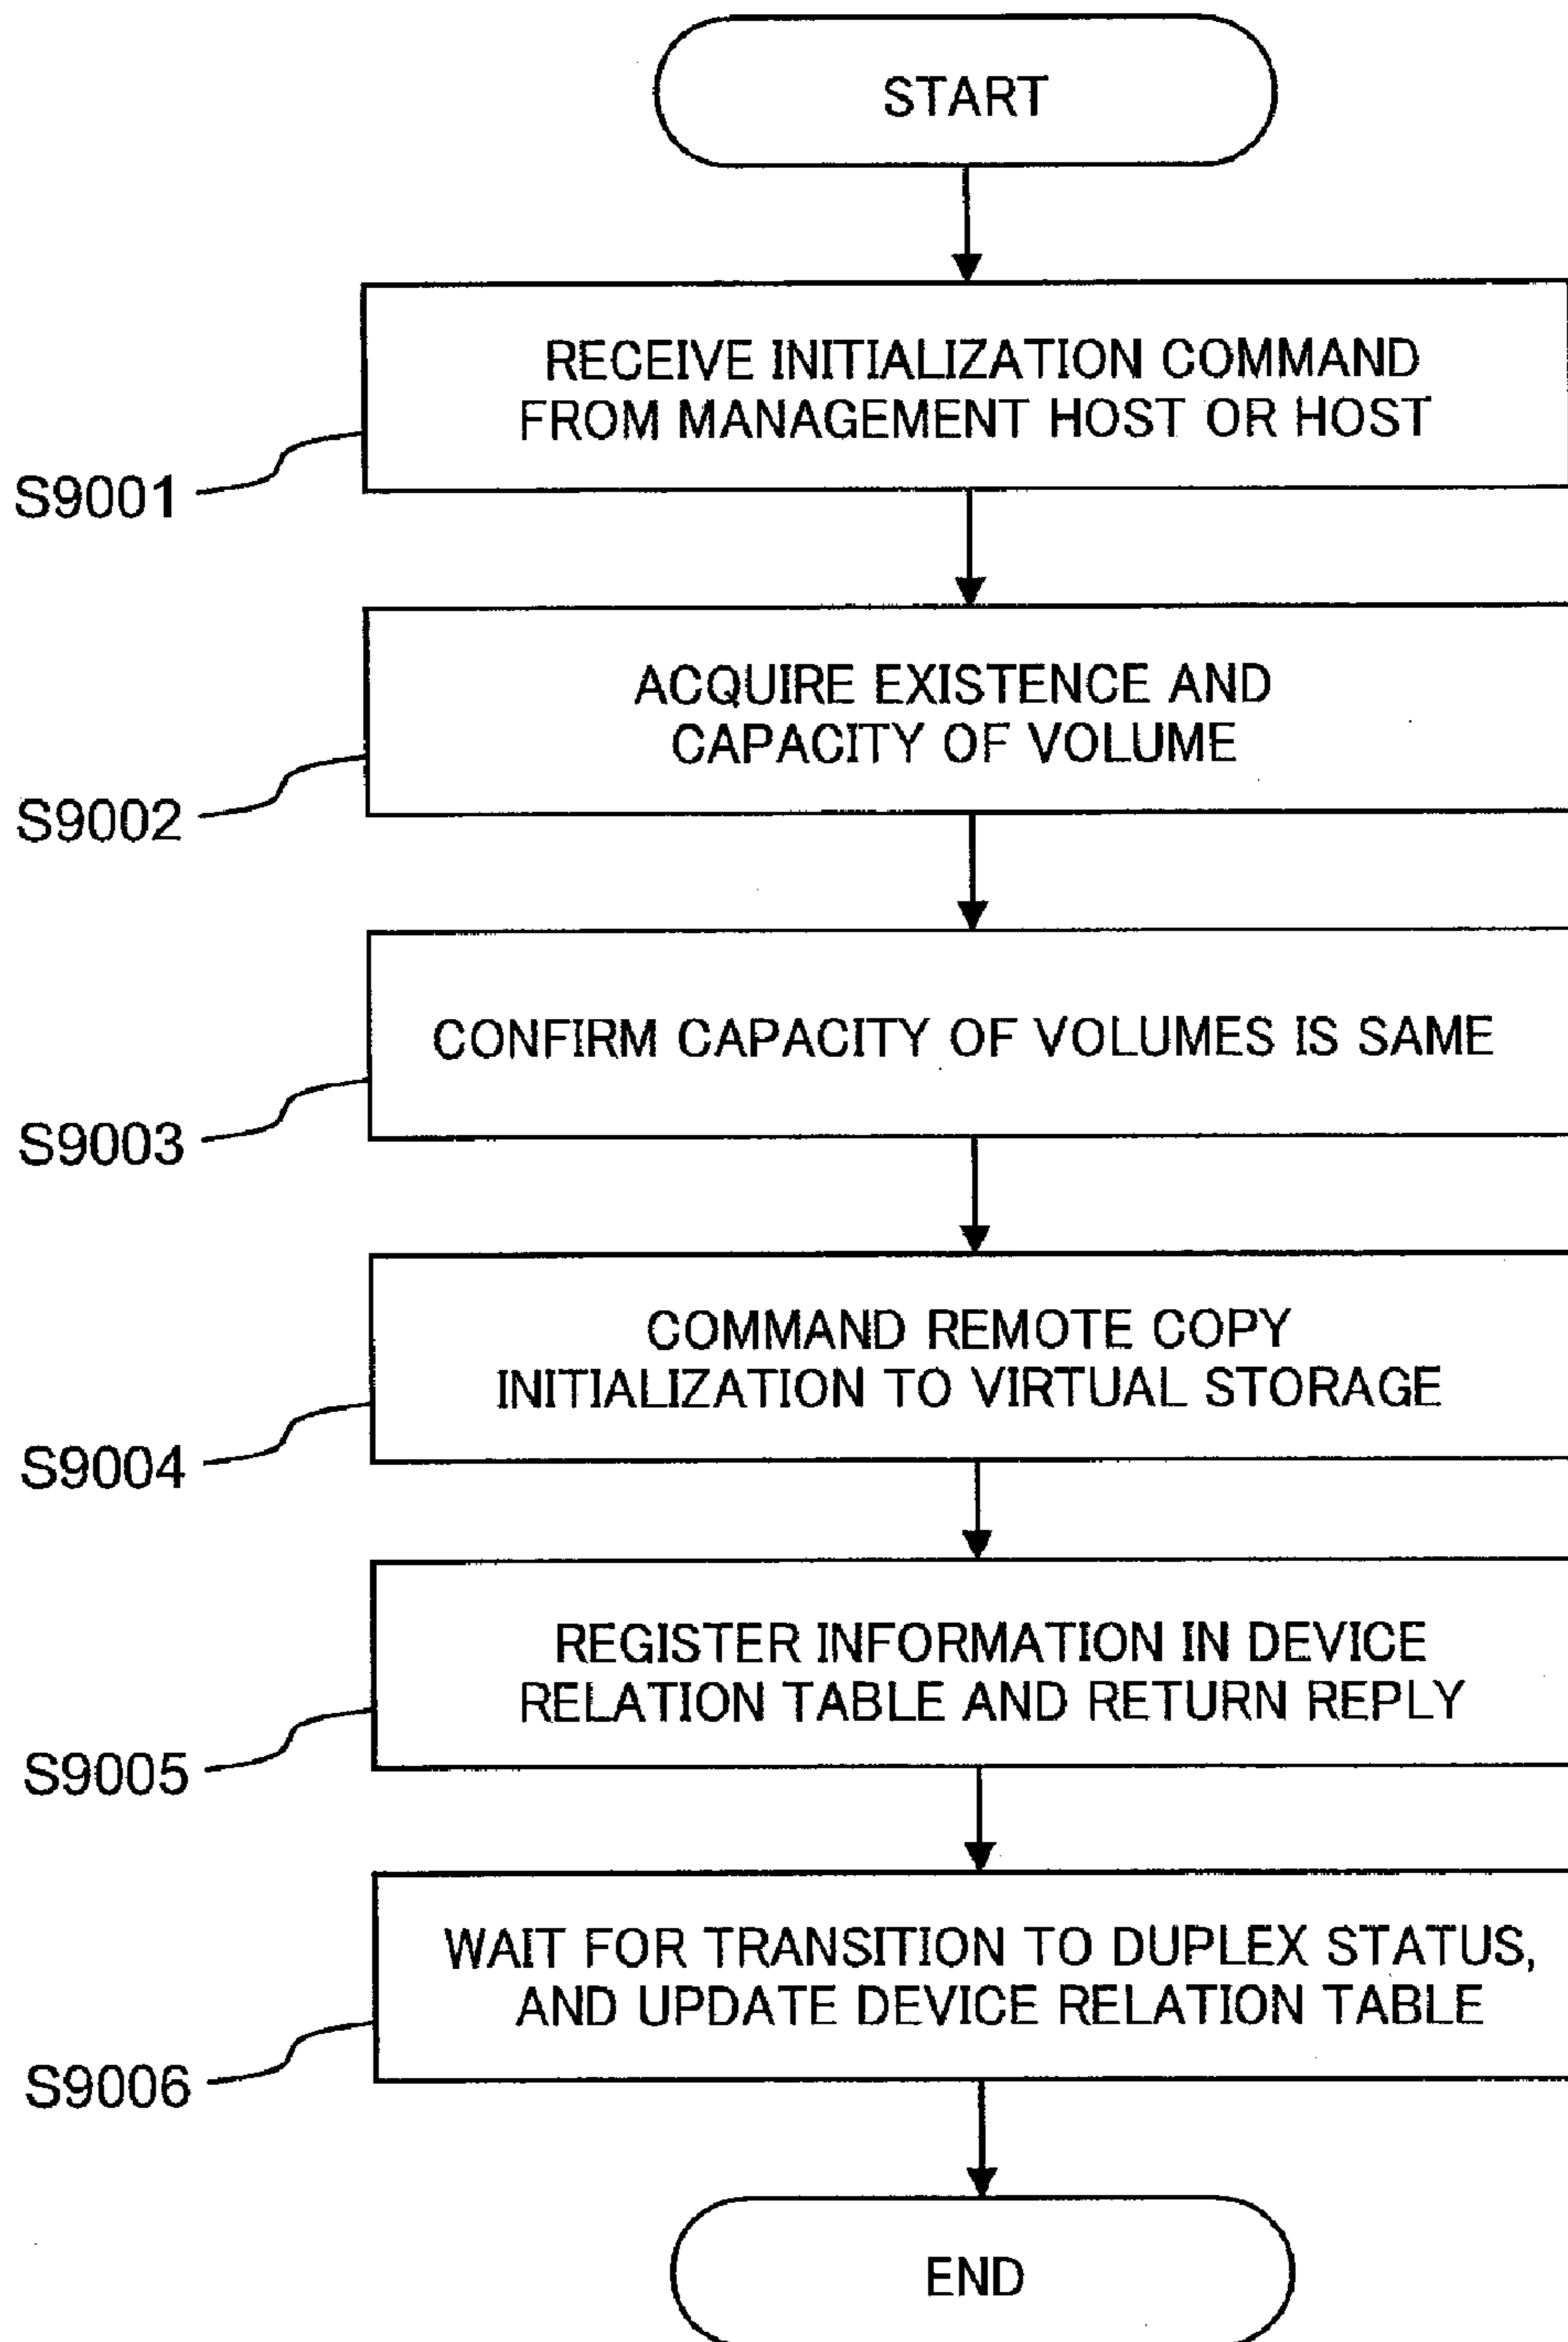 START
RECEIVE INITIALIZATION COMMAND
FROM MANAGEMENT HOST OR HOST
S9001
ACQUIRE EXISTENCE AND
CAPACITY OF VOLUME
S9002
CONFIRM CAPACITY OF VOLUMES IS SAME
S9003
COMMAND REMOTE COPY
INITIALIZATION TO VIRTUAL STORAGE
S9004
REGISTER INFORMATION IN DEVICE
RELATION TABLE AND RETURN REPLY
S9005
WAIT FOR TRANSITION TO DUPLEX STATUS,
AND UPDATE DEVICE RELATION TABLE
S9006
END